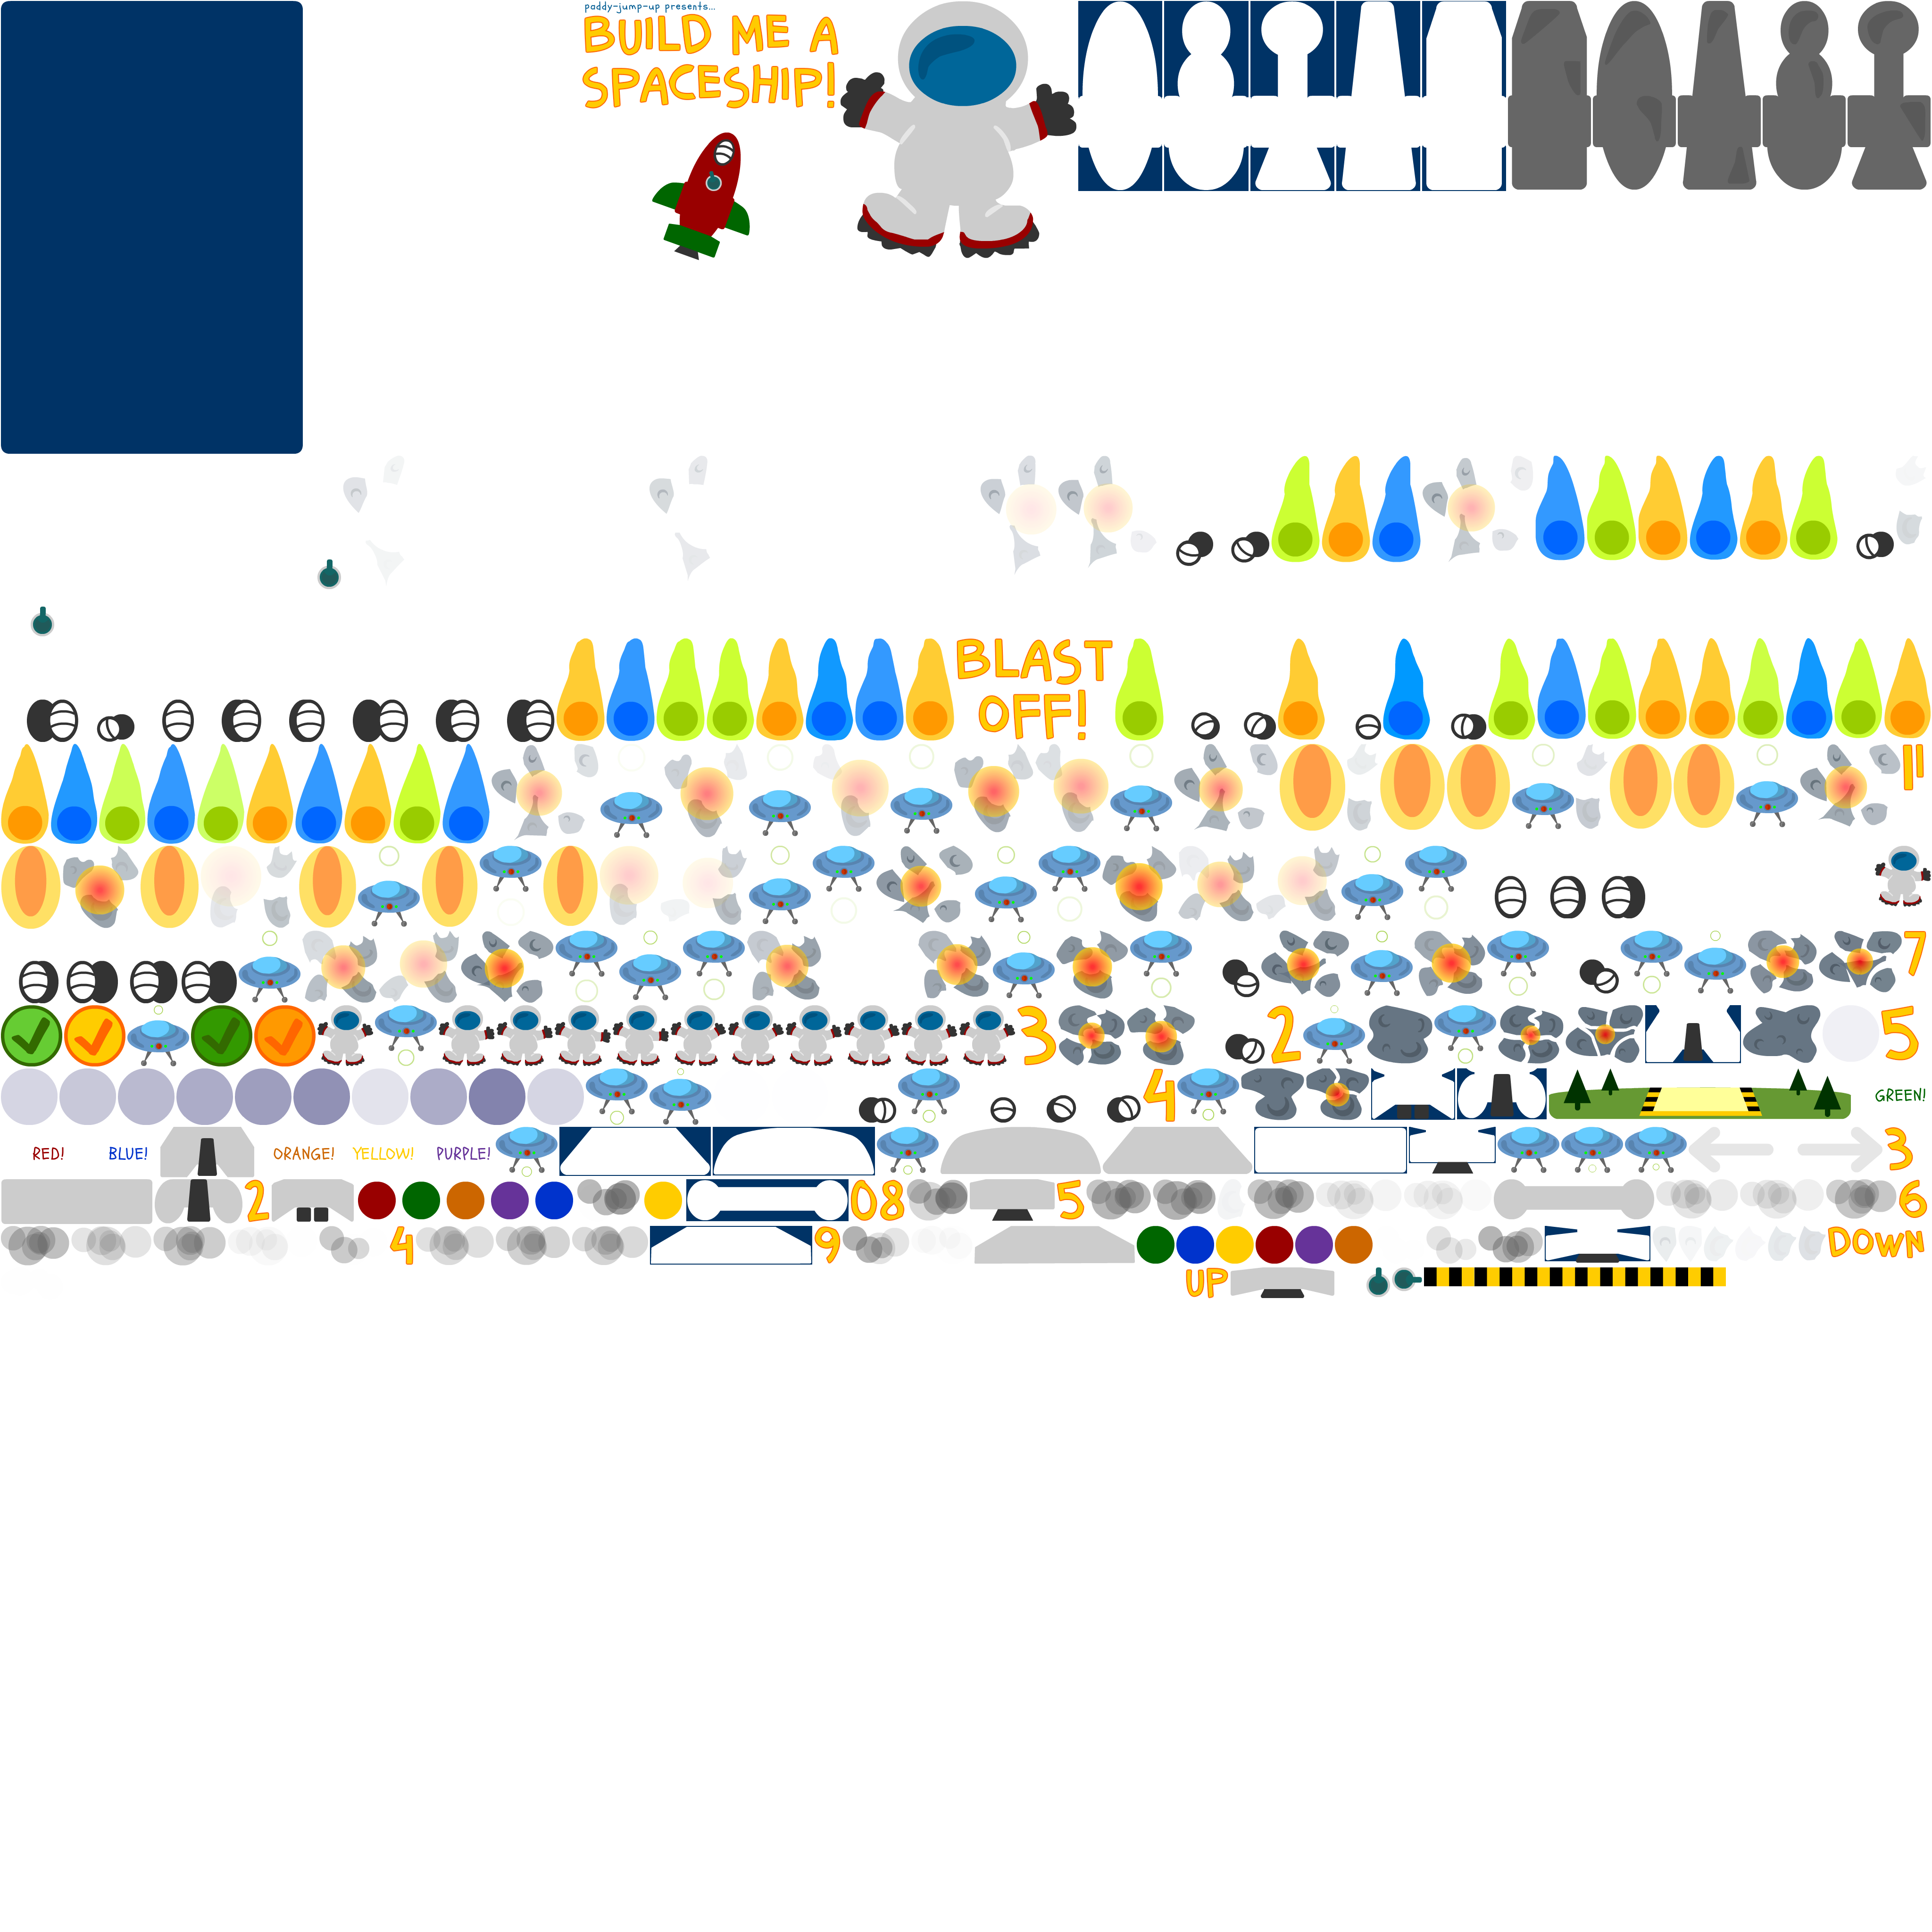 paddy-jump-up presents...
BUILD ME A
SPACESHIP!
BLAST
OFF!
11
7
3
2
5
4
GREEN!
RED!
BLUE!
ORANGE!
YELLOW!
PURPLE!
3
2
08
5
6
4
9
DOWN
UP